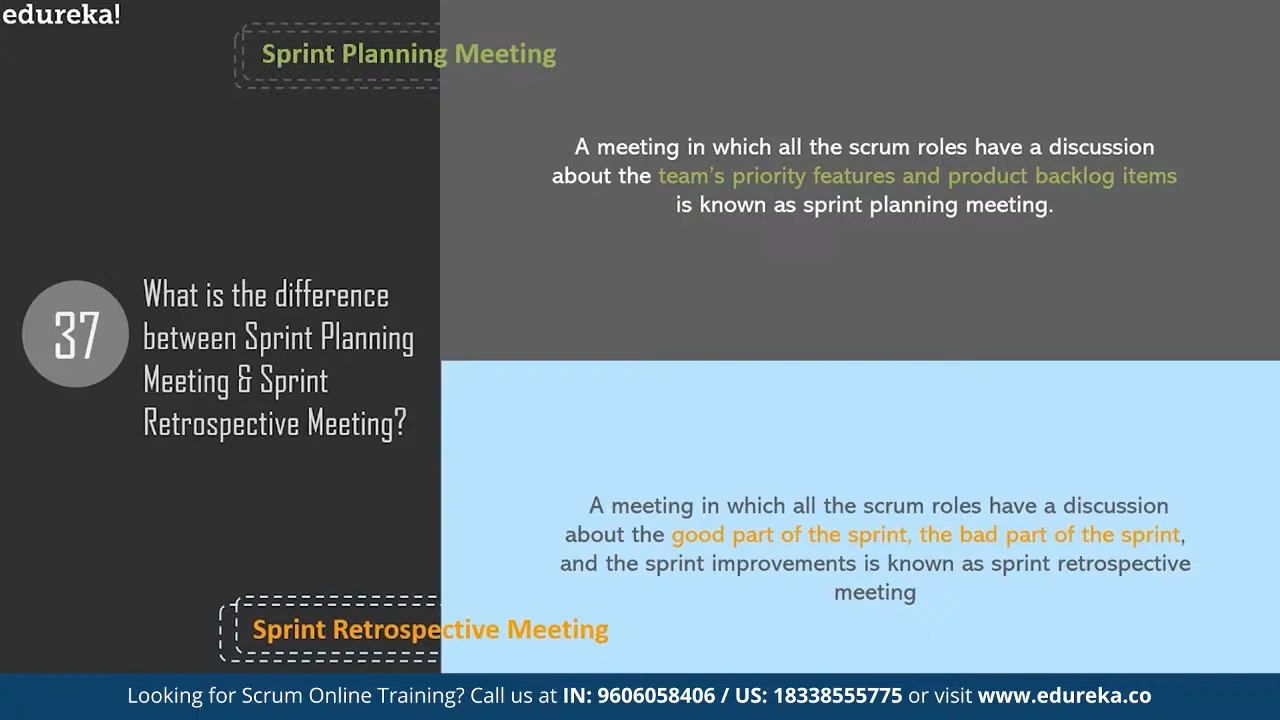 edureka!
Sprint Planning Meeting
A meeting in which all the scrum roles have a discussion
about the team's priority features and product backlog items
is known as sprint planning meeting.
37
What is the difference
between Sprint Planning
Meeting & Sprint
Retrospective Meeting?
A meeting in which all the scrum roles have a discussion
about the good part of the sprint, the bad part of the sprint,
and the sprint improvements is known as sprint retrospective
meeting
Sprint Retrospective Meeting
Looking for Scrum Online Training? Call us at IN: 9606058406 / US: 18338555775 or visit www.edureka.co